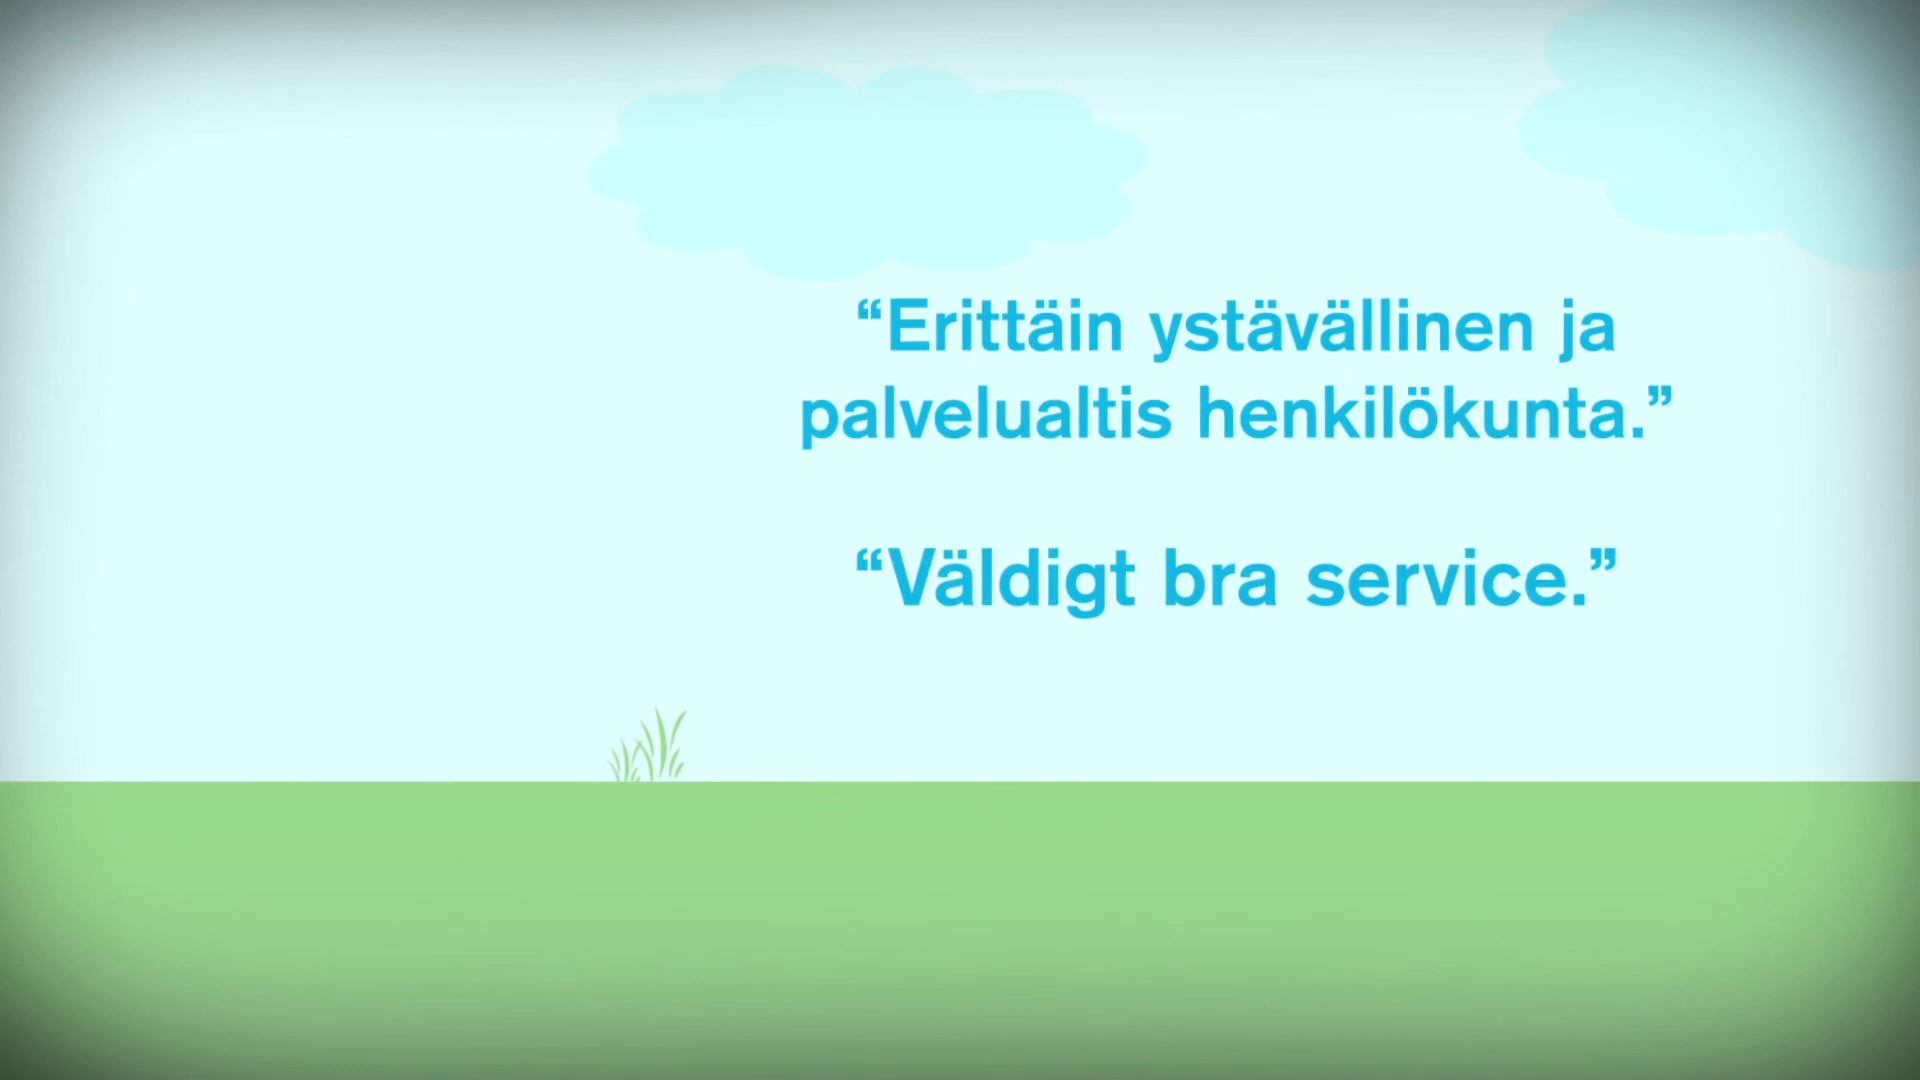 “Erittäin ystävällinen ja
palvelualtis henkilökunta.”
“Väldigt bra service.”